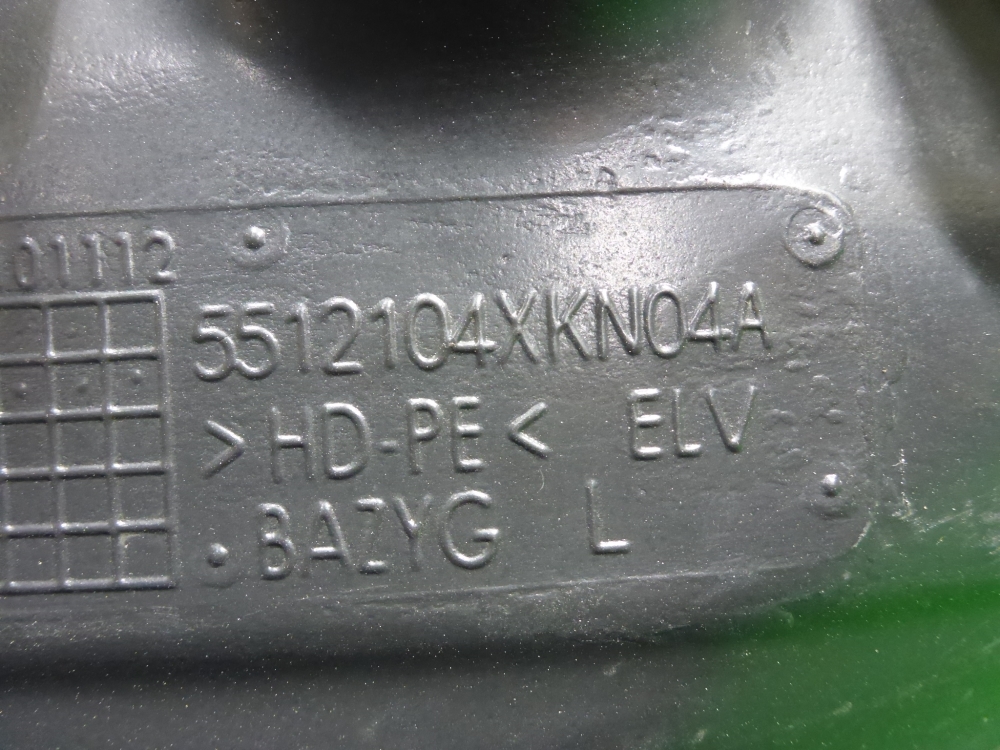 01112
5512104XKN04A
>HD-PE< ELV
.BAZYG L